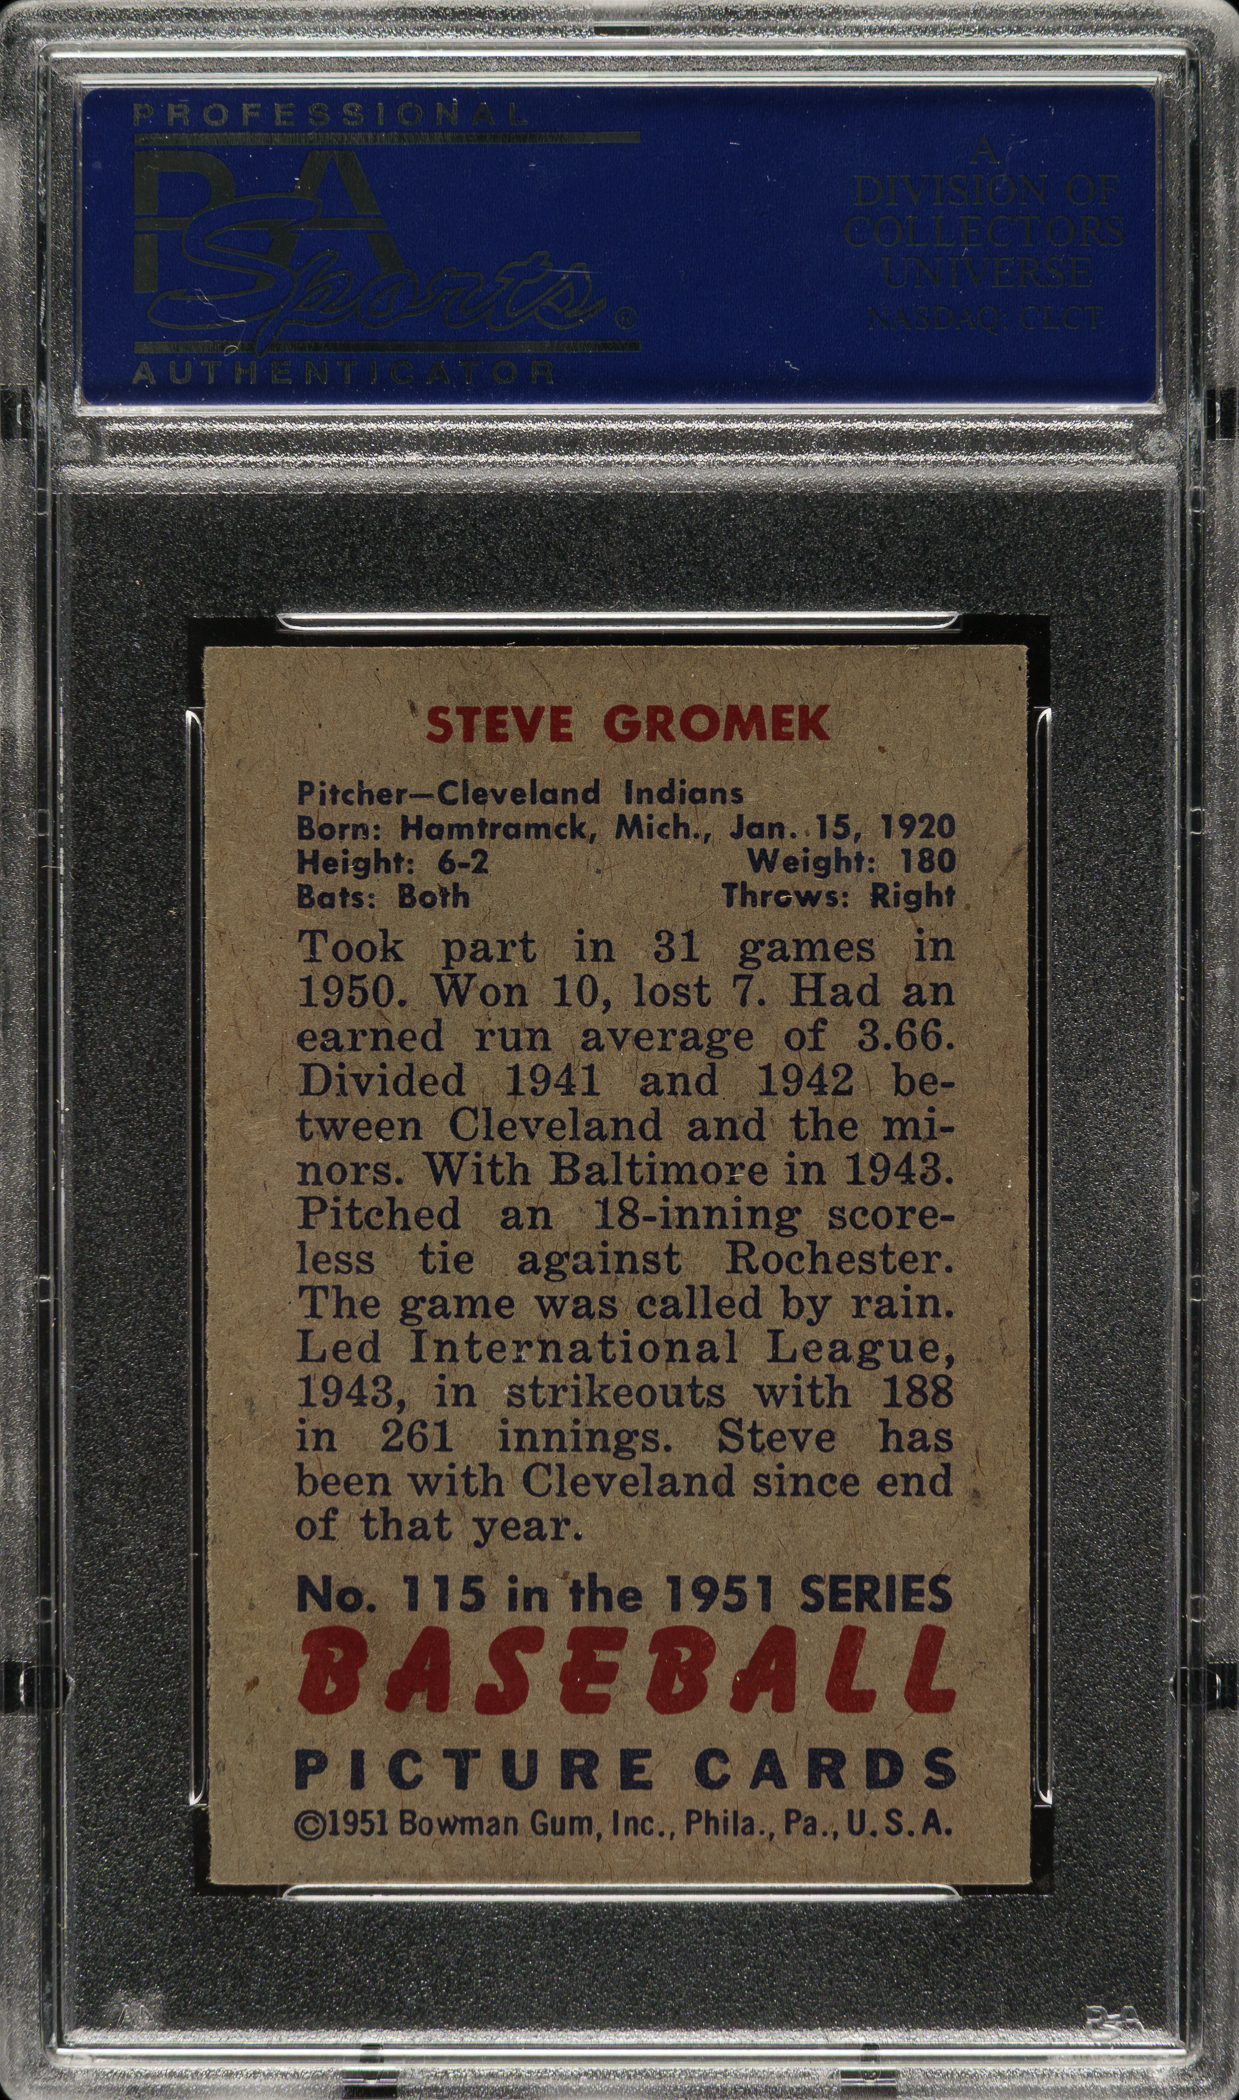 PROFESSIONAL
PSA
Sports®
AUTHENTICATOR
A
DIVISION OF
COLLECTORS
UNIVERSE
NASDAQ: CLCT
STEVE GROMEK
Pitcher—Cleveland Indians
Born: Hamtramck, Mich., Jan. 15, 1920
Height: 6-2 Weight: 180
Bats: Both Throws: Right
Took part in 31 games in
1950. Won 10, lost 7. Had an
earned run average of 3.66.
Divided 1941 and 1942 be-
tween Cleveland and the mi-
nors. With Baltimore in 1943.
Pitched an 18-inning score-
less tie against Rochester.
The game was called by rain.
Led International League,
1943, in strikeouts with 188
in 261 innings. Steve has
been with Cleveland since end
of that year.
No. 115 in the 1951 SERIES
BASEBALL
PICTURE CARDS
©1951 Bowman Gum, Inc., Phila., Pa., U.S.A.
PSA